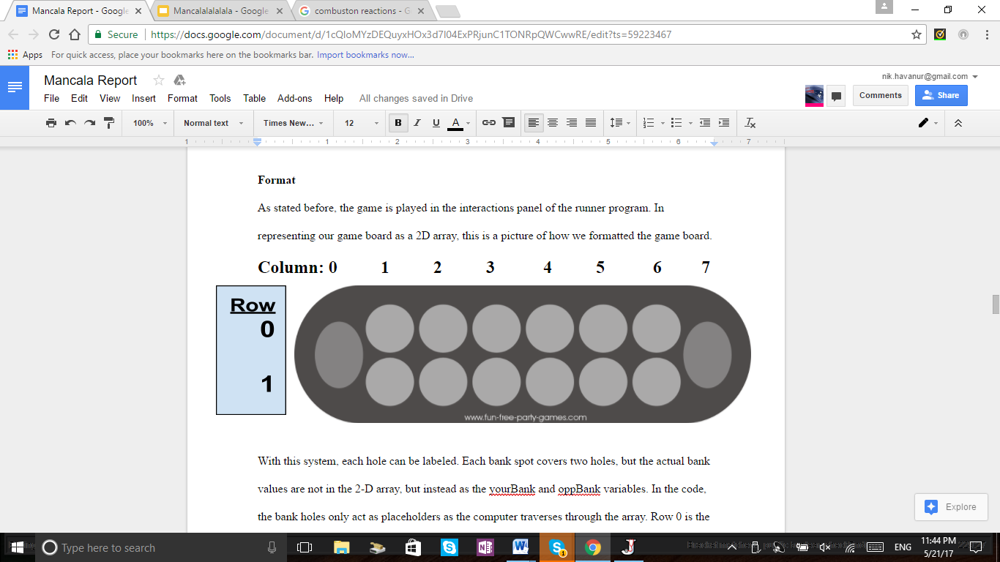 Mancala Report - Google
Mancalalalalala - Google
combuston reactions - G
Secure
https://docs.google.com/document/d/1cQIoMYzDEQuyxHOx3d7I04ExPRjunC1TONRpQWCwwRE/edit?ts=59223467
Apps For quick access, place your bookmarks here on the bookmarks bar. Import bookmarks now...
Mancala Report
nik.havanur@gmail.com
File Edit View Insert Format Tools Table Add-ons Help All changes saved in Drive
Comments Share
100% Normal text Times New... 12 B I U A
1 1 2 3 4 5 6 7
Format
As stated before, the game is played in the interactions panel of the runner program. In
representing our game board as a 2D array, this is a picture of how we formatted the game board.
Column: 0 1 2 3 4 5 6 7
Row
0
1
www.fun-free-party-games.com
With this system, each hole can be labeled. Each bank spot covers two holes, but the actual bank
values are not in the 2-D array, but instead as the yourBank and oppBank variables. In the code,
the bank holes only act as placeholders as the computer traverses through the array. Row 0 is the
Explore
Type here to search
ENG
11:44 PM
5/21/17